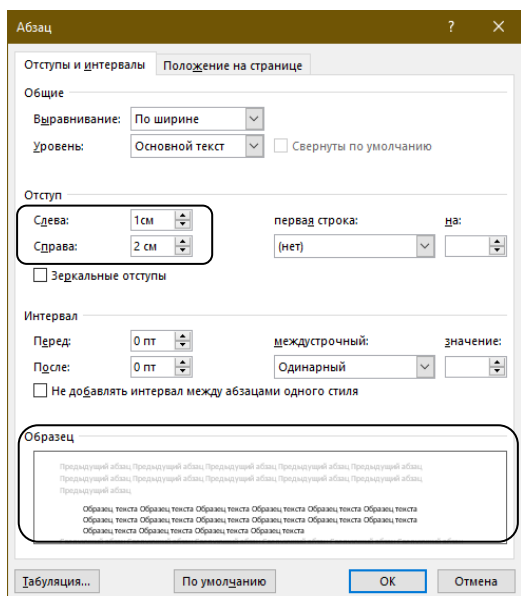 Абзац ? ×
Отступы и интервалы Положение на странице
Общие
Выравнивание: По ширине
Уровень: Основной текст Свернуты по умолчанию
Отступ
Слева: 1см первая строка: на:
Справа: 2 см (нет)
Зеркальные отступы
Интервал
Перед: 0 пт междустрочный: значение:
После: 0 пт Одинарный
Не добавлять интервал между абзацами одного стиля
Образец
Предыдущий абзац Предыдущий абзац Предыдущий абзац Предыдущий абзац Предыдущий абзац
Предыдущий абзац Предыдущий абзац Предыдущий абзац Предыдущий абзац Предыдущий абзац
Предыдущий абзац
Образец текста Образец текста Образец текста Образец текста Образец текста Образец текста
Образец текста Образец текста Образец текста Образец текста Образец текста Образец текста
Образец текста Образец текста Образец текста Образец текста
Табуляция... По умолчанию ОК Отмена